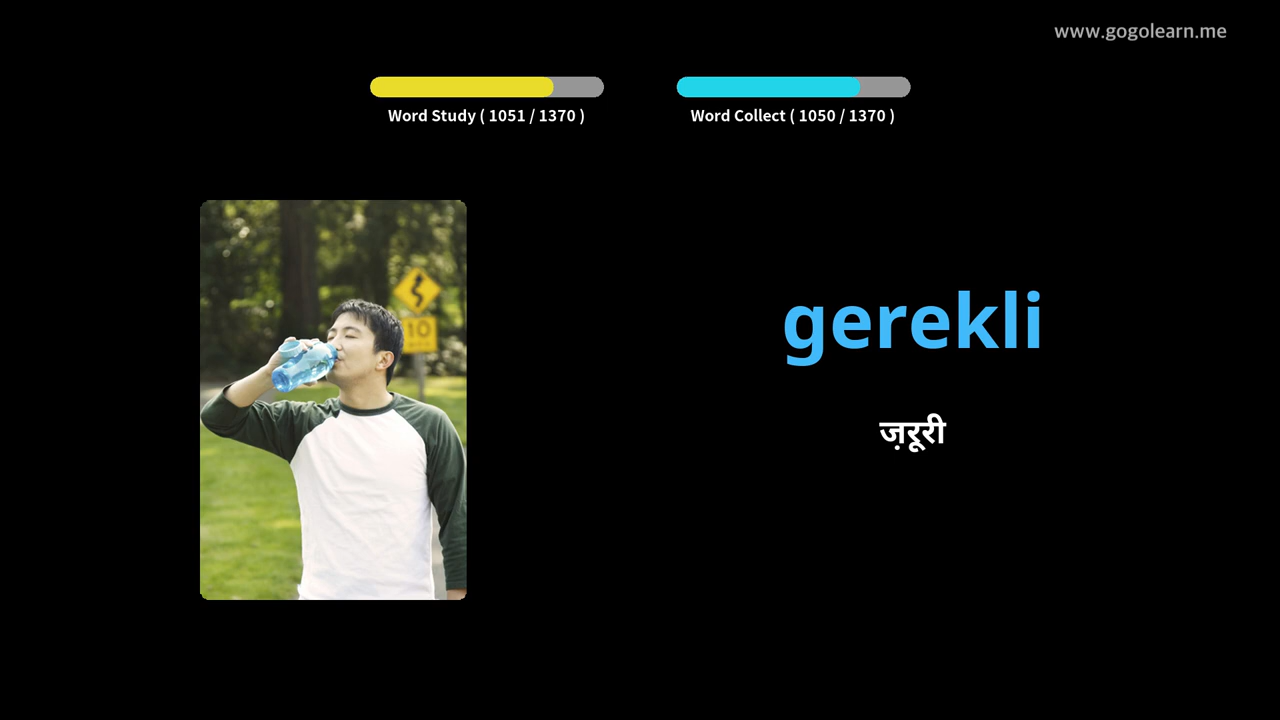 www.gogolearn.me
Word Study ( 1051 / 1370 )
Word Collect ( 1050 / 1370 )
10
gerekli
ज़रूरी